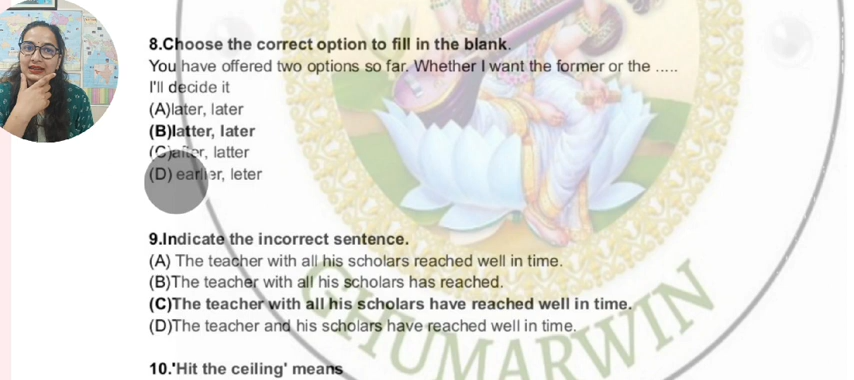 8.Choose the correct option to fill in the blank.
You have offered two options so far. Whether I want the former or the .....
I'll decide it
(A)later, later
(B)latter, later
(C)after, latter
(D) earlier, leter
9.Indicate the incorrect sentence.
(A) The teacher with all his scholars reached well in time.
(B)The teacher with all his scholars has reached.
(C)The teacher with all his scholars have reached well in time.
(D)The teacher and his scholars have reached well in time.
10.'Hit the ceiling' means
GHUMARWIN